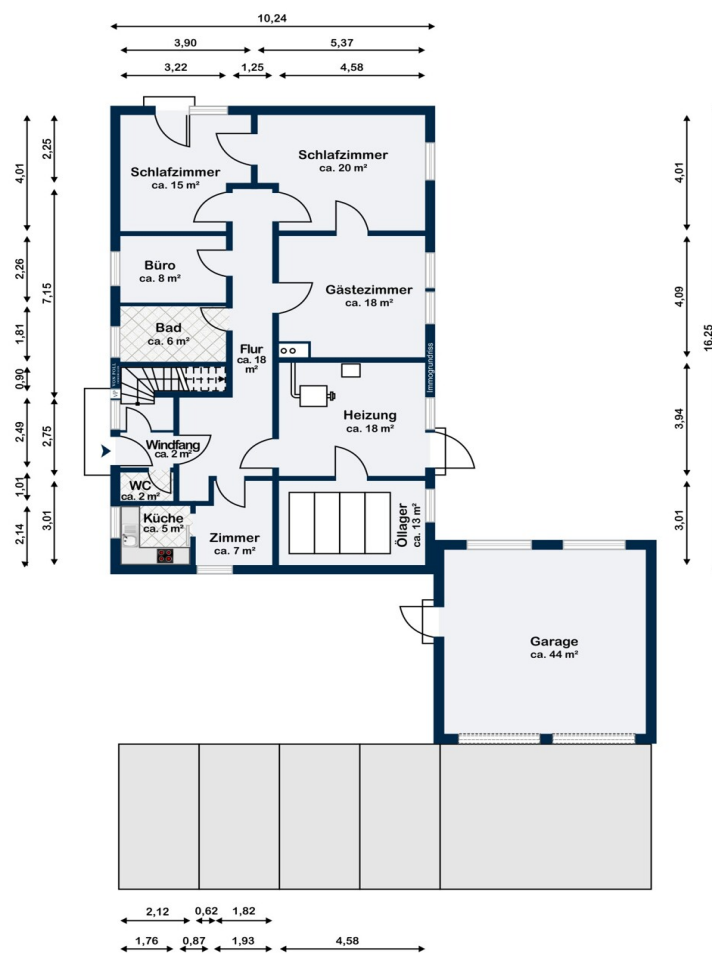 10,24
3,90
5,37
3,22
1,25
4,58
4,01
2,25
7,15
2,26
1,81
0,90
2,49
2,75
1,01
3,01
2,14
Schlafzimmer
ca. 15 m²
Schlafzimmer
ca. 20 m²
Büro
ca. 8 m²
Gästezimmer
ca. 18 m²
Bad
ca. 6 m²
Flur
ca. 18
m²
Immogrundriss
VON POLL
VP
Heizung
ca. 18 m²
Windfang
ca. 2 m²
WC
ca. 2 m²
Küche
ca. 5 m²
Zimmer
ca. 7 m²
Öllager
ca. 13 m²
Garage
ca. 44 m²
4,01
4,09
16,25
3,94
3,01
2,12
0,62
1,82
1,76
0,87
1,93
4,58